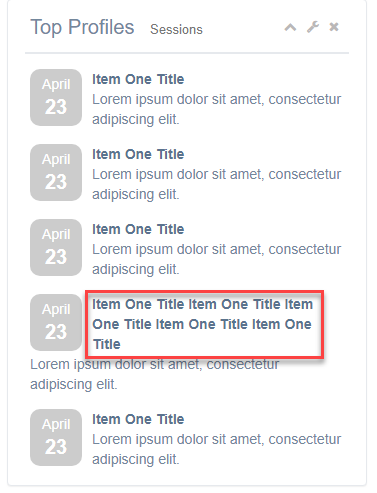 Top Profiles Sessions
April
23
Item One Title
Lorem ipsum dolor sit amet, consectetur
adipiscing elit.
April
23
Item One Title
Lorem ipsum dolor sit amet, consectetur
adipiscing elit.
April
23
Item One Title
Lorem ipsum dolor sit amet, consectetur
adipiscing elit.
April
23
Item One Title Item One Title Item
One Title Item One Title Item One
Title
Lorem ipsum dolor sit amet, consectetur
adipiscing elit.
April
23
Item One Title
Lorem ipsum dolor sit amet, consectetur
adipiscing elit.